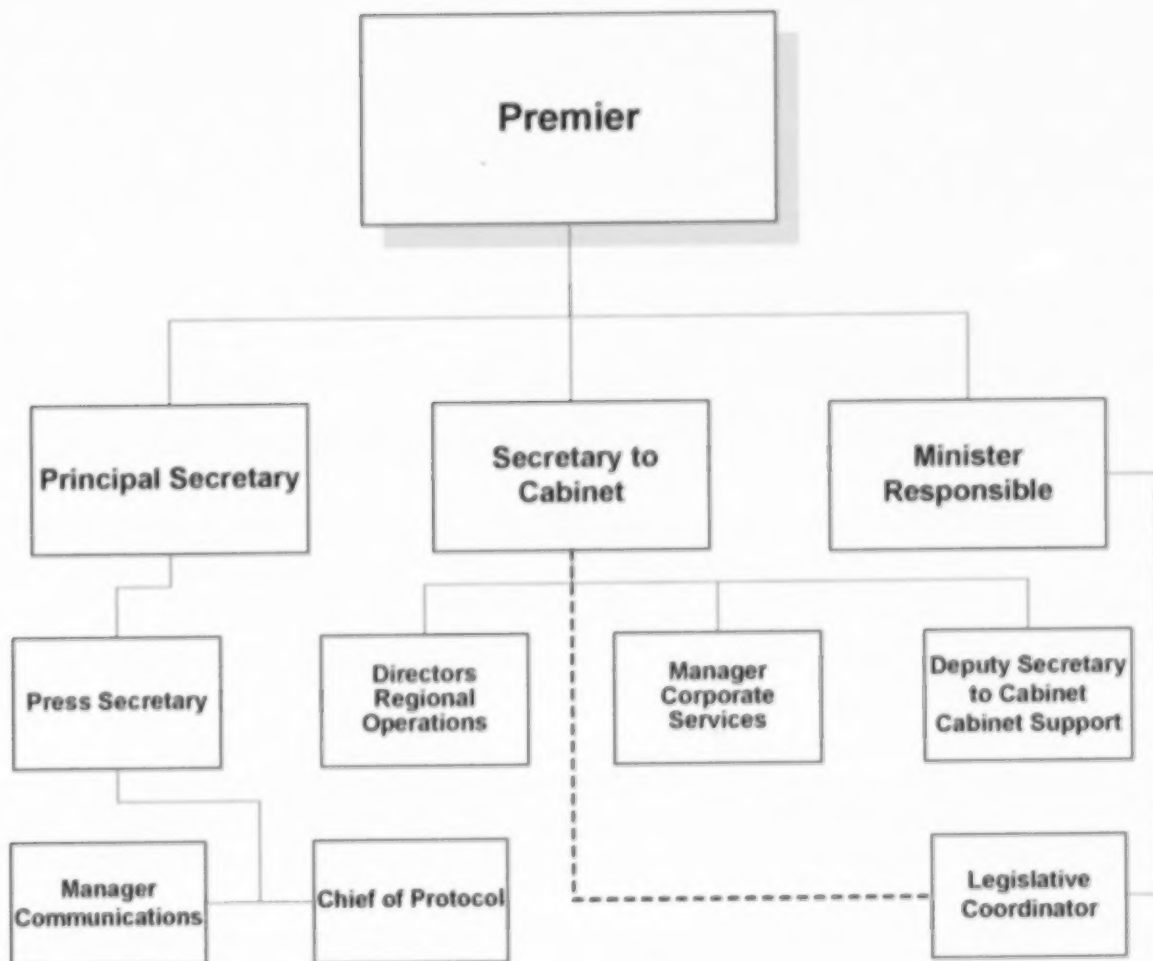 Premier
Principal Secretary
Secretary to
Cabinet
Minister
Responsible
Press Secretary
Directors
Regional
Operations
Manager
Corporate
Services
Deputy Secretary
to Cabinet
Cabinet Support
Manager
Communications
Chief of Protocol
Legislative
Coordinator